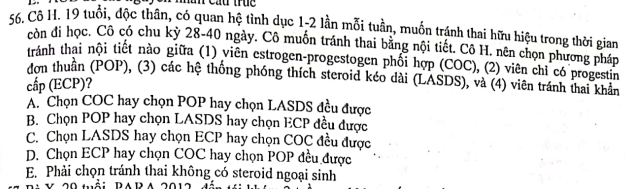 56. Cô H. 19 tuổi, độc thân, có quan hệ tình dục 1-2 lần mỗi tuần, muốn tránh thai hữu hiệu trong thời gian
còn đi học. Cô có chu kỳ 28-40 ngày. Cô muốn tránh thai bằng nội tiết. Cô H. nên chọn phương pháp
tránh thai nội tiết nào giữa (1) viên estrogen-progestogen phối hợp (COC), (2) viên chỉ có progestin
đơn thuần (POP), (3) các hệ thống phóng thích steroid kéo dài (LASDS), và (4) viên tránh thai khẩn
cấp (ECP)?
A. Chọn COC hay chọn POP hay chọn LASDS đều được
B. Chọn POP hay chọn LASDS hay chọn ECP đều được
C. Chọn LASDS hay chọn ECP hay chọn COC đều được
D. Chọn ECP hay chọn COC hay chọn POP đều được
E. Phải chọn tránh thai không có steroid ngoại sinh
29 tuổi, PARA 2012,